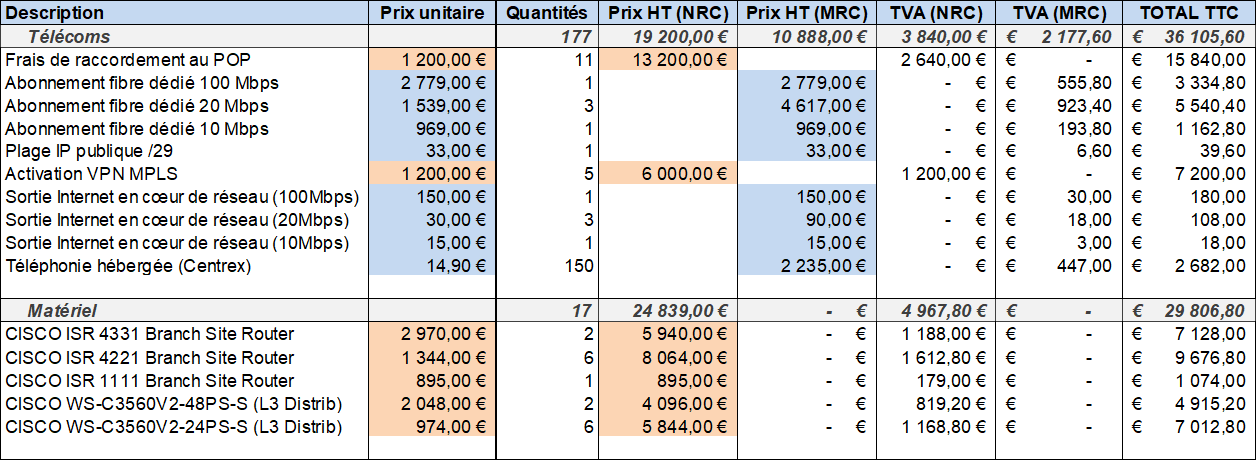 Description Prix unitaire Quantités Prix HT (NRC) Prix HT (MRC) TVA (NRC) TVA (MRC) TOTAL TTC
Télécoms 177 19 200,00 € 10 888,00 € 3 840,00 € € 2 177,60 € 36 105,60
Frais de raccordement au POP 1 200,00 € 11 13 200,00 € 2 640,00 € € - € 15 840,00
Abonnement fibre dédié 100 Mbps 2 779,00 € 1 2 779,00 € - € € 555,80 € 3 334,80
Abonnement fibre dédié 20 Mbps 1 539,00 € 3 4 617,00 € - € € 923,40 € 5 540,40
Abonnement fibre dédié 10 Mbps 969,00 € 1 969,00 € - € € 193,80 € 1 162,80
Plage IP publique /29 33,00 € 1 33,00 € - € € 6,60 € 39,60
Activation VPN MPLS 1 200,00 € 5 6 000,00 € 1 200,00 € € - € 7 200,00
Sortie Internet en cœur de réseau (100Mbps) 150,00 € 1 150,00 € - € € 30,00 € 180,00
Sortie Internet en cœur de réseau (20Mbps) 30,00 € 3 90,00 € - € € 18,00 € 108,00
Sortie Internet en cœur de réseau (10Mbps) 15,00 € 1 15,00 € - € € 3,00 € 18,00
Téléphonie hébergée (Centrex) 14,90 € 150 2 235,00 € - € € 447,00 € 2 682,00
Matériel 17 24 839,00 € - € 4 967,80 € € - € 29 806,80
CISCO ISR 4331 Branch Site Router 2 970,00 € 2 5 940,00 € - € 1 188,00 € € - € 7 128,00
CISCO ISR 4221 Branch Site Router 1 344,00 € 6 8 064,00 € - € 1 612,80 € € - € 9 676,80
CISCO ISR 1111 Branch Site Router 895,00 € 1 895,00 € - € 179,00 € € - € 1 074,00
CISCO WS-C3560V2-48PS-S (L3 Distrib) 2 048,00 € 2 4 096,00 € - € 819,20 € € - € 4 915,20
CISCO WS-C3560V2-24PS-S (L3 Distrib) 974,00 € 6 5 844,00 € - € 1 168,80 € € - € 7 012,80